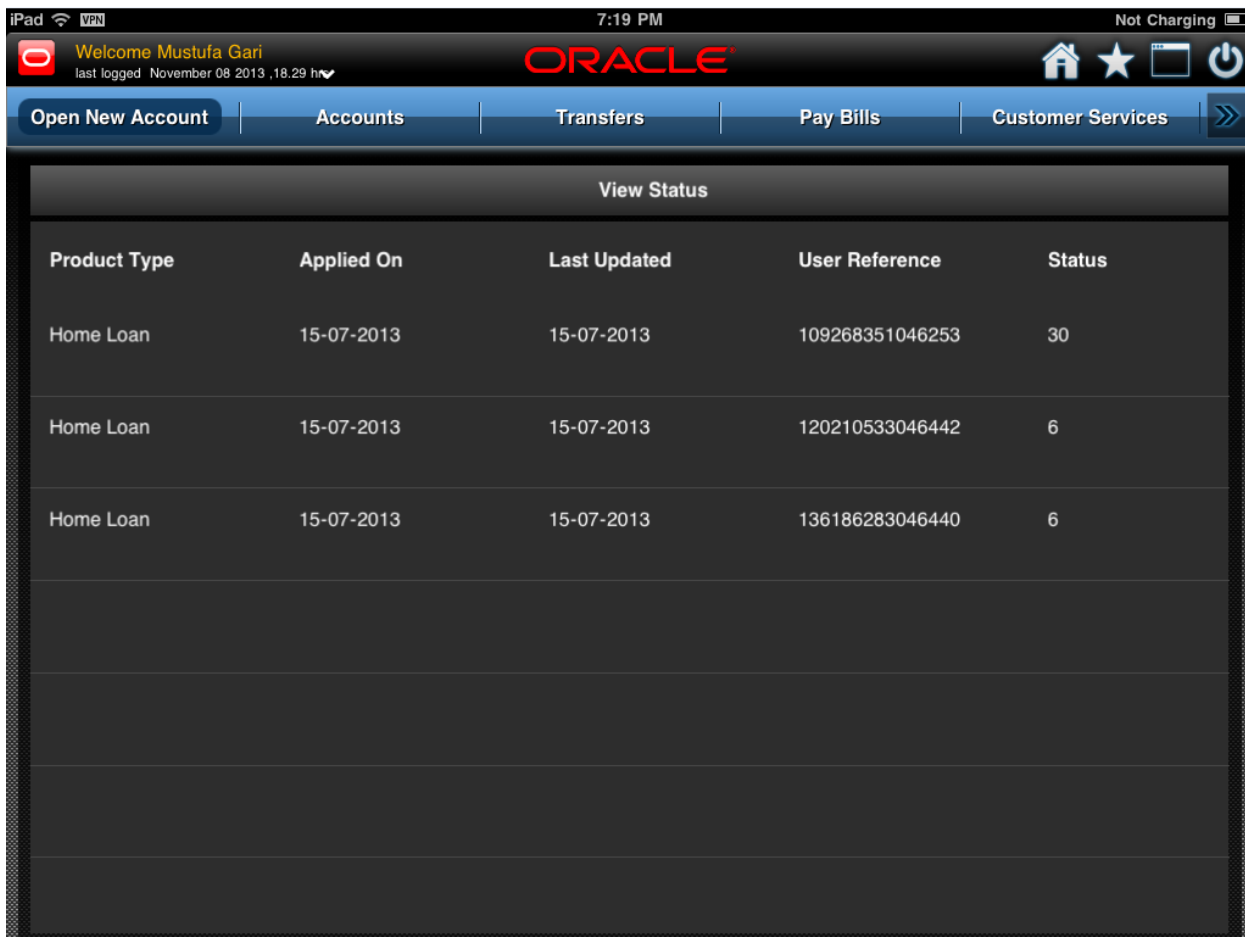 iPad VPN 7:19 PM Not Charging
Welcome Mustufa Gari
ORACLE
last logged November 08 2013 ,18.29 hr
Open New Account Accounts Transfers Pay Bills Customer Services
View Status
Product Type Applied On Last Updated User Reference Status
Home Loan 15-07-2013 15-07-2013 109268351046253 30
Home Loan 15-07-2013 15-07-2013 120210533046442 6
Home Loan 15-07-2013 15-07-2013 136186283046440 6